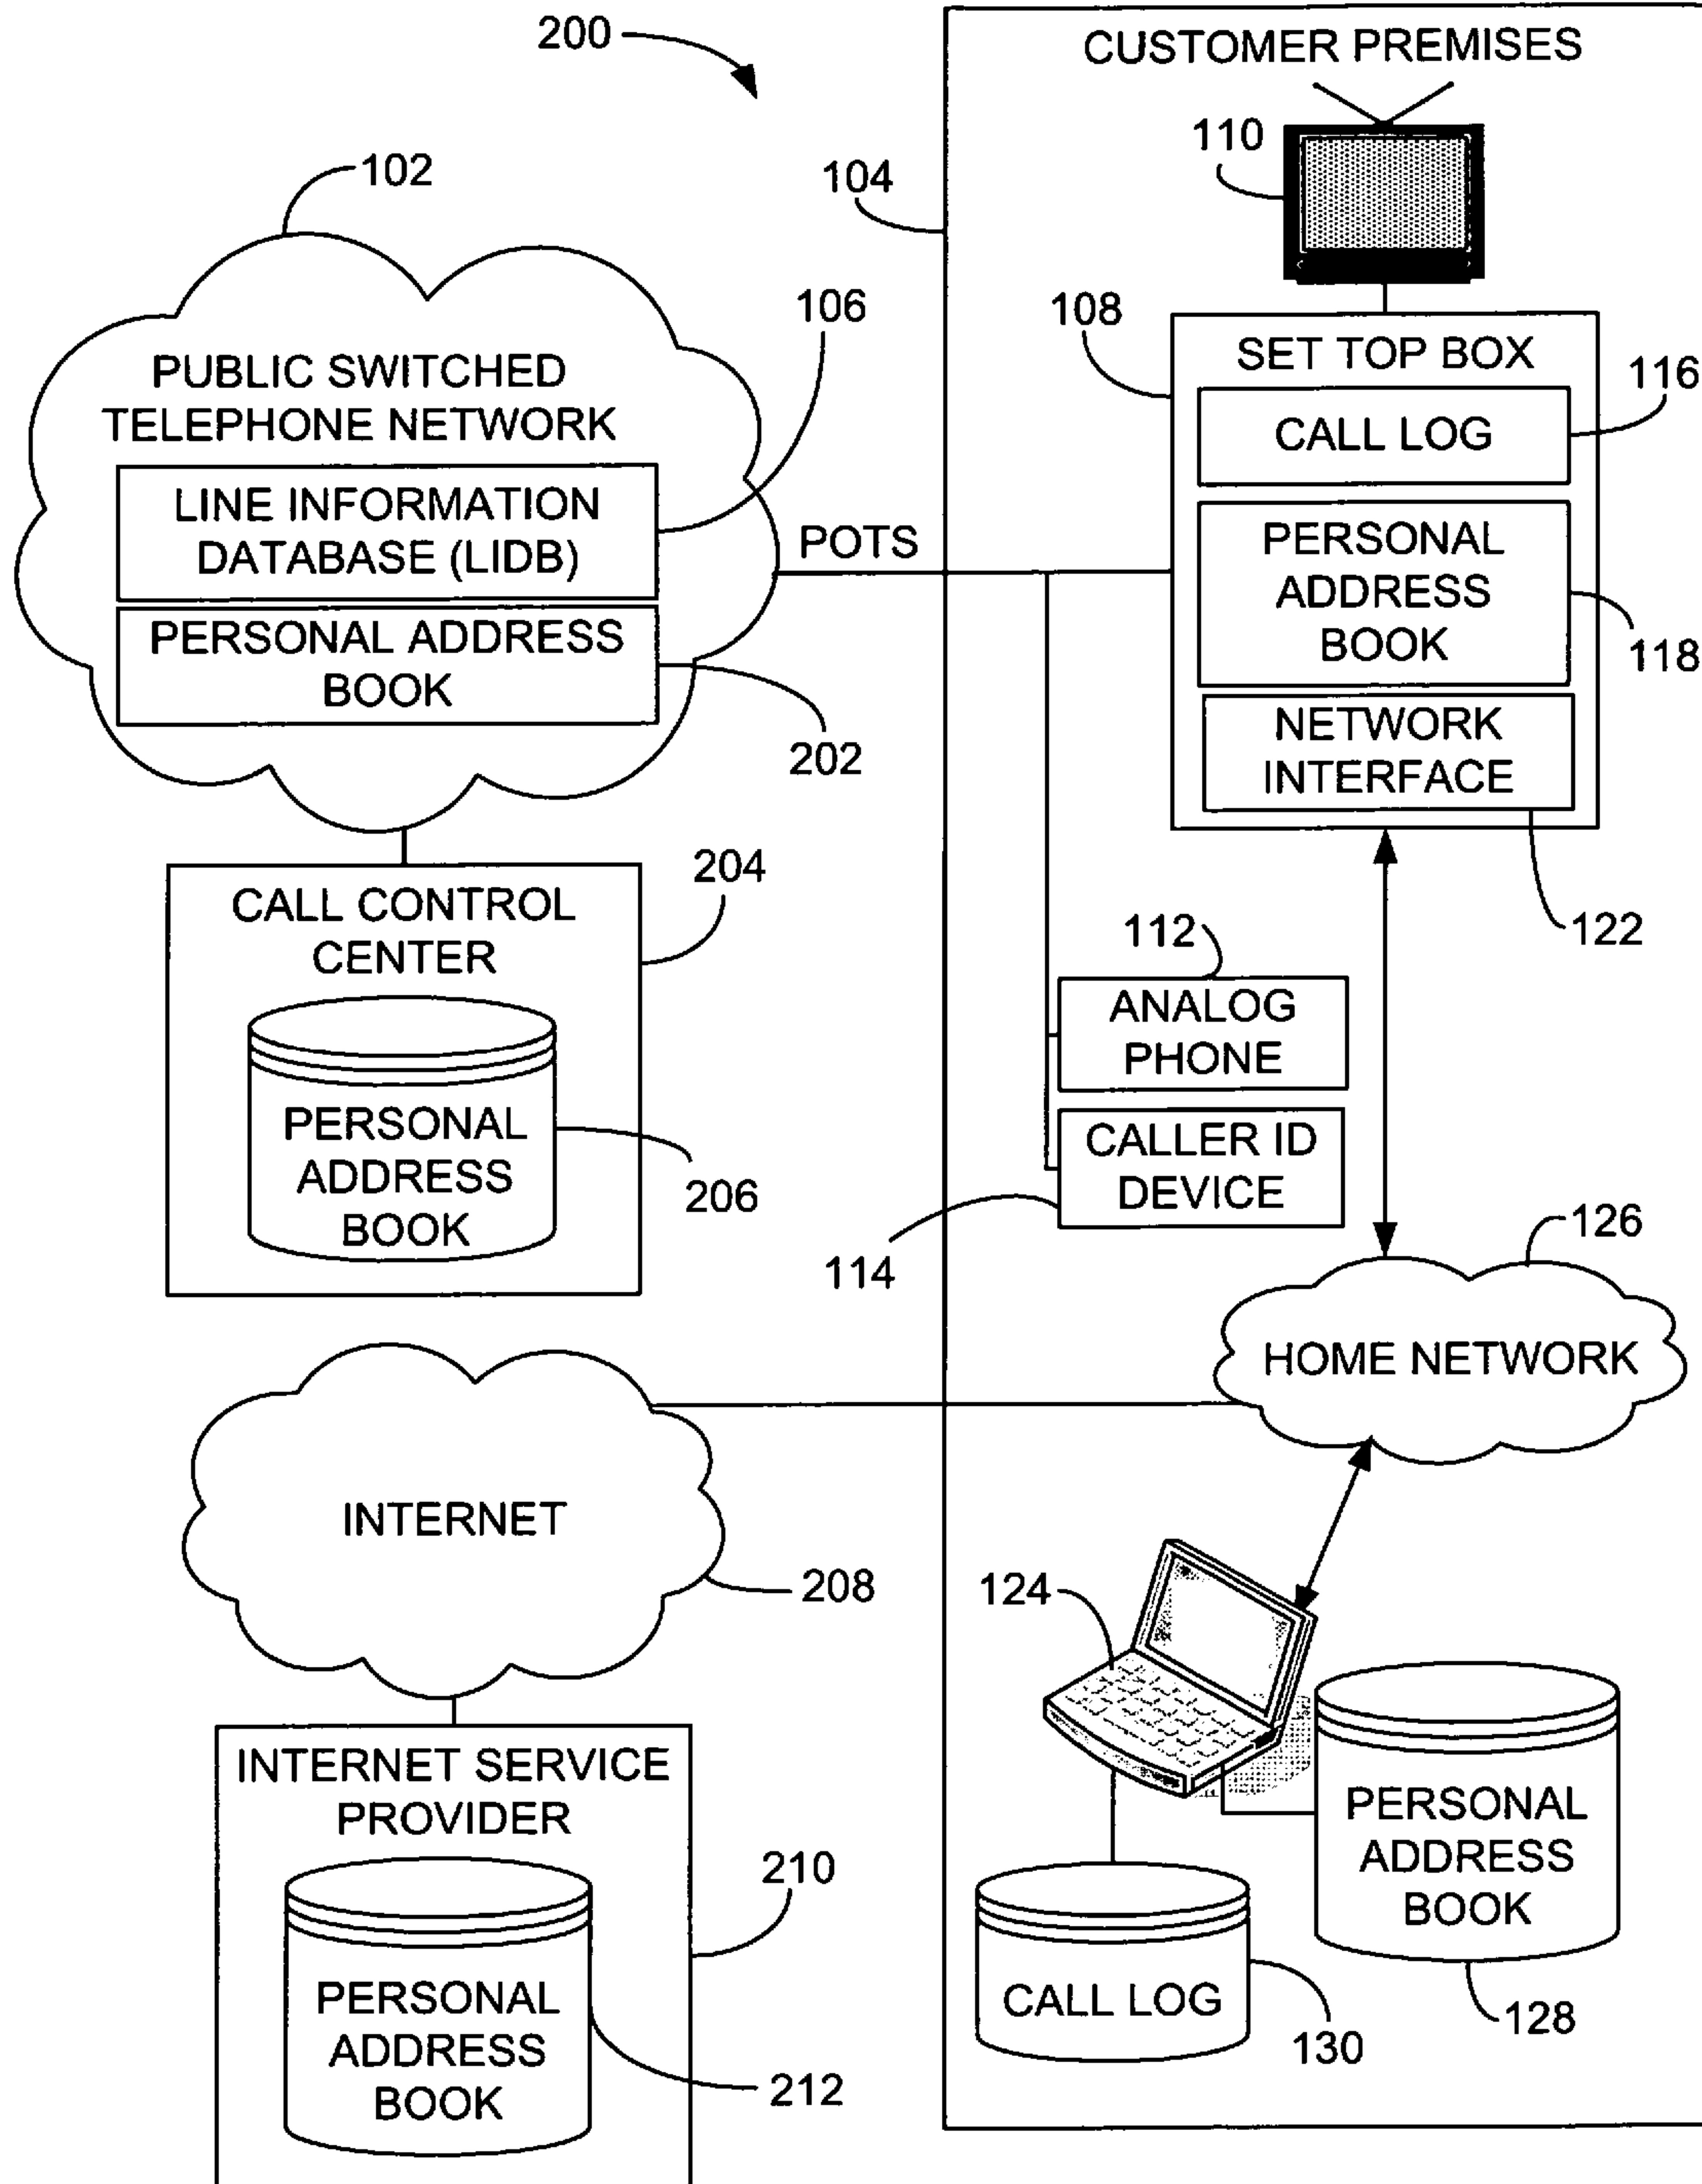 200
CUSTOMER PREMISES
110
102
104
106
108
SET TOP BOX
116
CALL LOG
PUBLIC SWITCHED
TELEPHONE NETWORK
LINE INFORMATION
DATABASE (LIDB)
POTS
PERSONAL
ADDRESS
BOOK
118
PERSONAL ADDRESS
BOOK
202
NETWORK
INTERFACE
122
204
CALL CONTROL
CENTER
112
ANALOG
PHONE
PERSONAL
ADDRESS
BOOK
206
CALLER ID
DEVICE
114
126
HOME NETWORK
INTERNET
208
124
INTERNET SERVICE
PROVIDER
210
PERSONAL
ADDRESS
BOOK
128
CALL LOG
130
PERSONAL
ADDRESS
BOOK
212